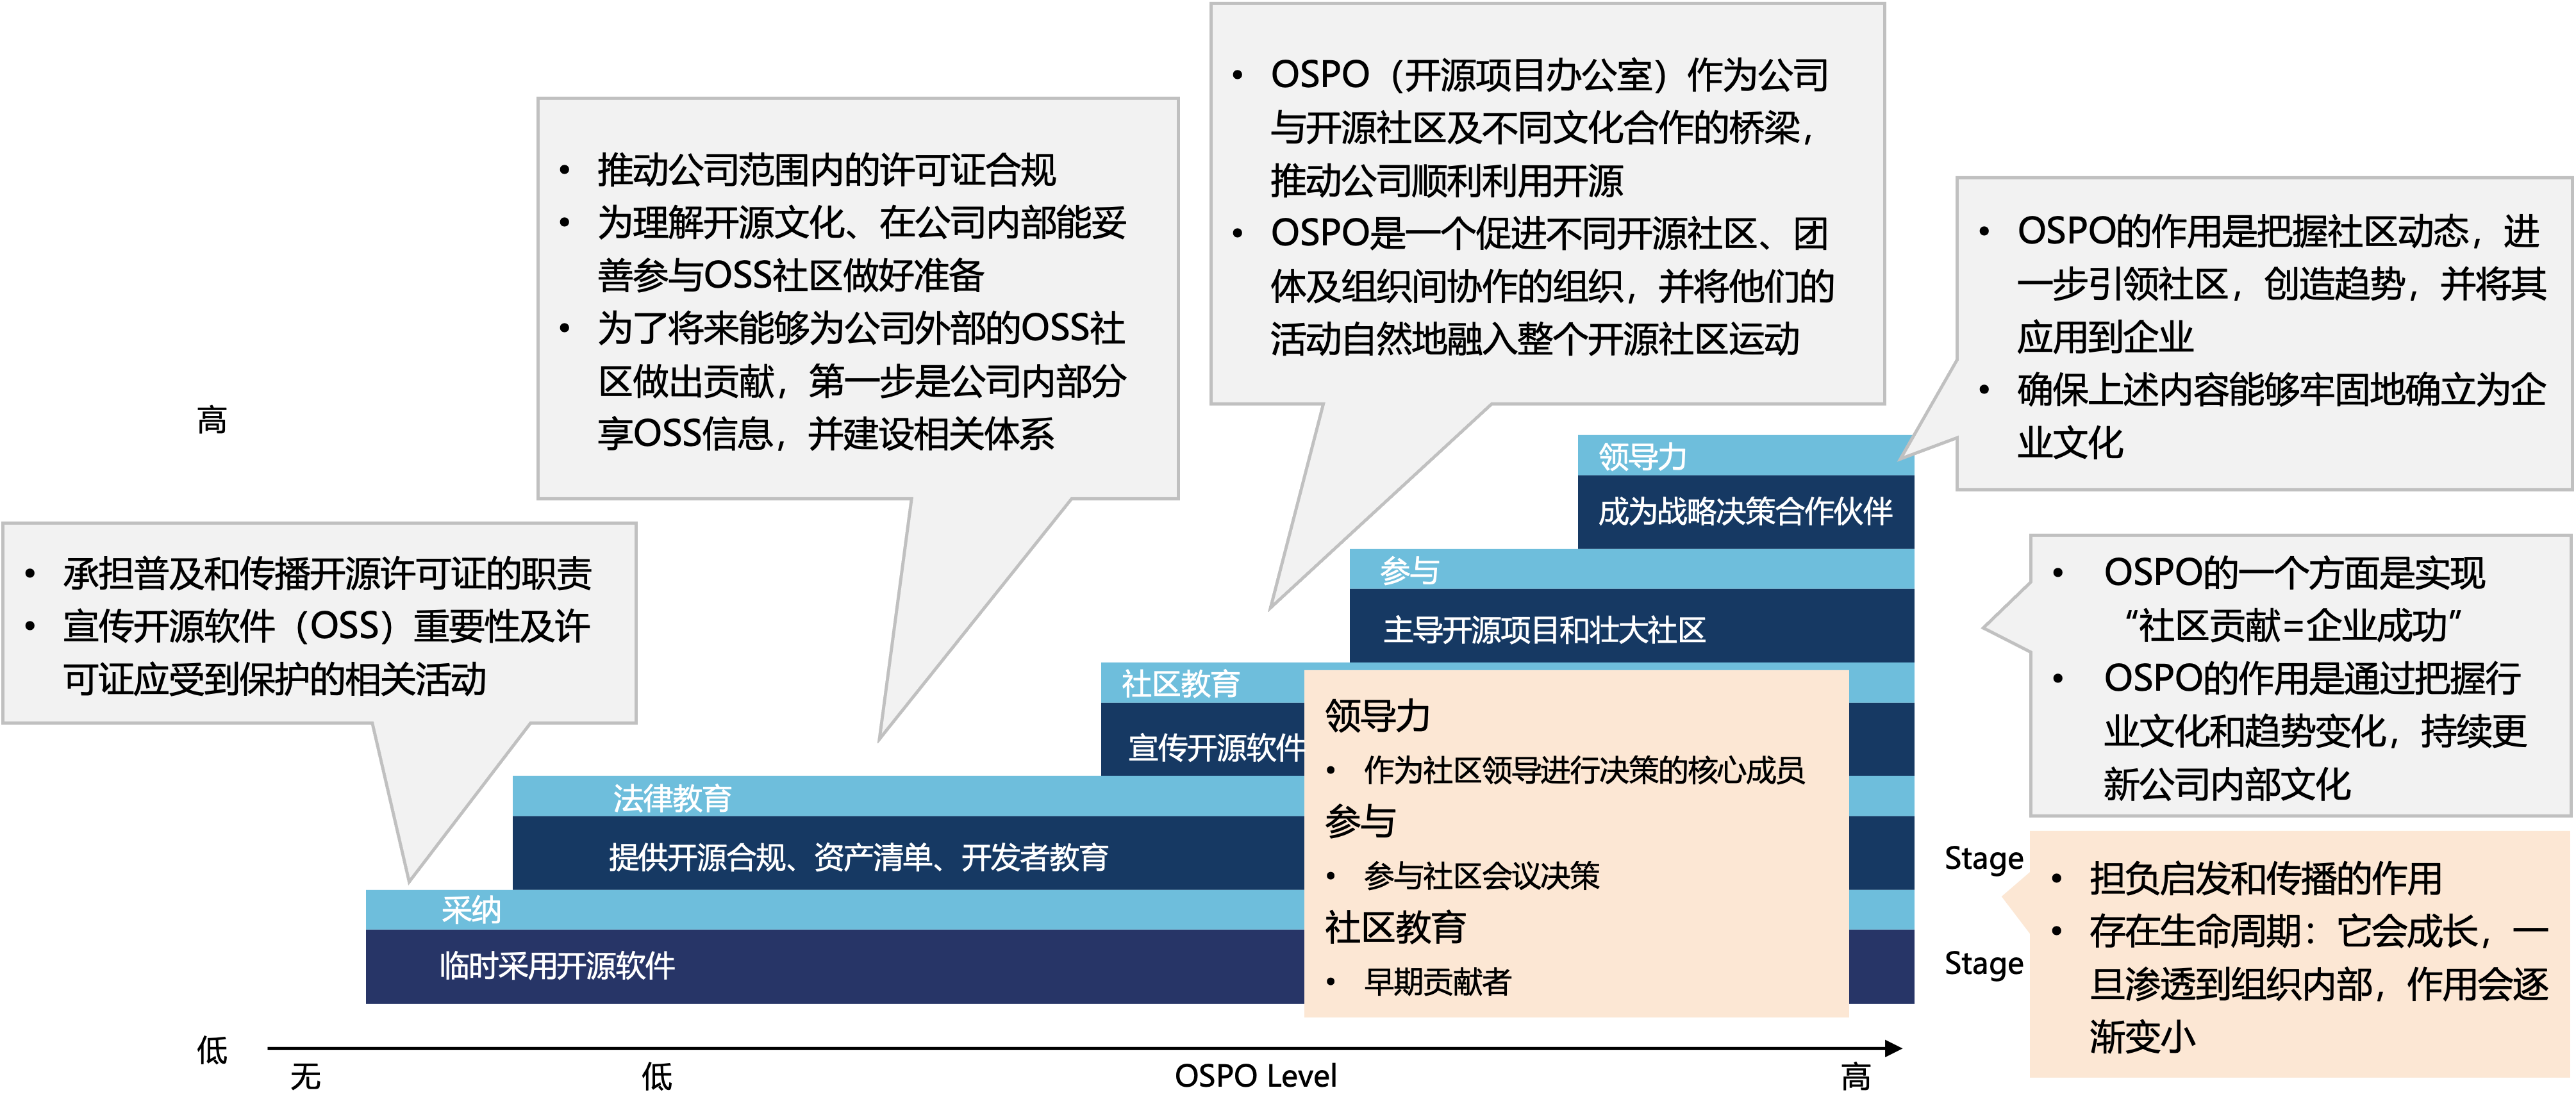 • OSPO（开源项目办公室）作为公司
与开源社区及不同文化合作的桥梁，
推动公司顺利利用开源
• OSPO是一个促进不同开源社区、团
体及组织间协作的组织，并将他们的
活动自然地融入整个开源社区运动
• 推动公司范围内的许可证合规
• 为理解开源文化、在公司内部能妥
善参与OSS社区做好准备
• 为了将来能够为公司外部的OSS社
区做出贡献，第一步是公司内部分
享OSS信息，并建设相关体系
• OSPO的作用是把握社区动态，进
一步引领社区，创造趋势，并将其
应用到企业
• 确保上述内容能够牢固地确立为企
业文化
高
• 承担普及和传播开源许可证的职责
• 宣传开源软件（OSS）重要性及许
可证应受到保护的相关活动
领导力
成为战略决策合作伙伴
参与
主导开源项目和壮大社区
社区教育
宣传开源软件
法律教育
提供开源合规、资产清单、开发者教育
采纳
临时采用开源软件
领导力
• 作为社区领导进行决策的核心成员
参与
• 参与社区会议决策
社区教育
• 早期贡献者
• OSPO的一个方面是实现
“社区贡献=企业成功”
• OSPO的作用是通过把握行
业文化和趋势变化，持续更
新公司内部文化
Stage
Stage
• 担负启发和传播的作用
• 存在生命周期：它会成长，一
旦渗透到组织内部，作用会逐
渐变小
低
无
低
OSPO Level
高